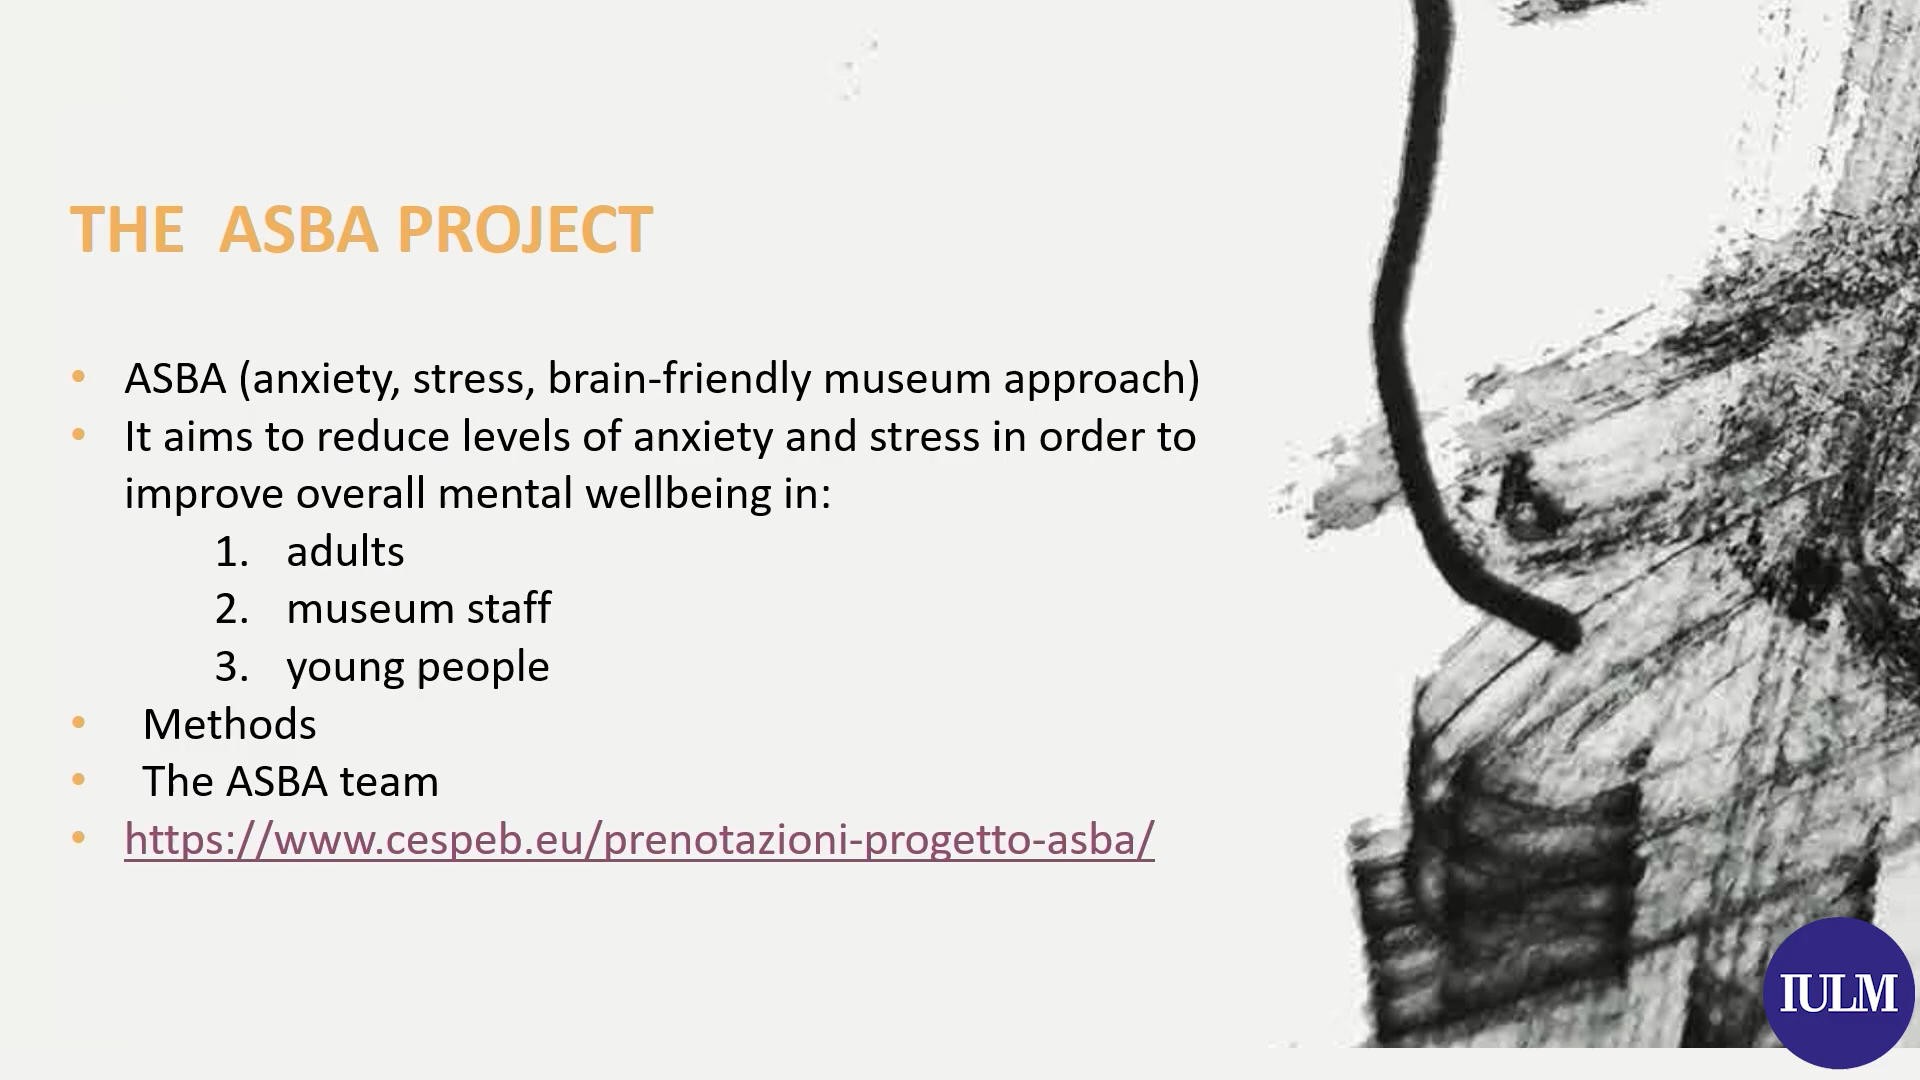 THE ASBA PROJECT
• ASBA (anxiety, stress, brain-friendly museum approach)
• It aims to reduce levels of anxiety and stress in order to
improve overall mental wellbeing in:
1. adults
2. museum staff
3. young people
• Methods
• The ASBA team
• https://www.cespeb.eu/prenotazioni-progetto-asba/
IULM